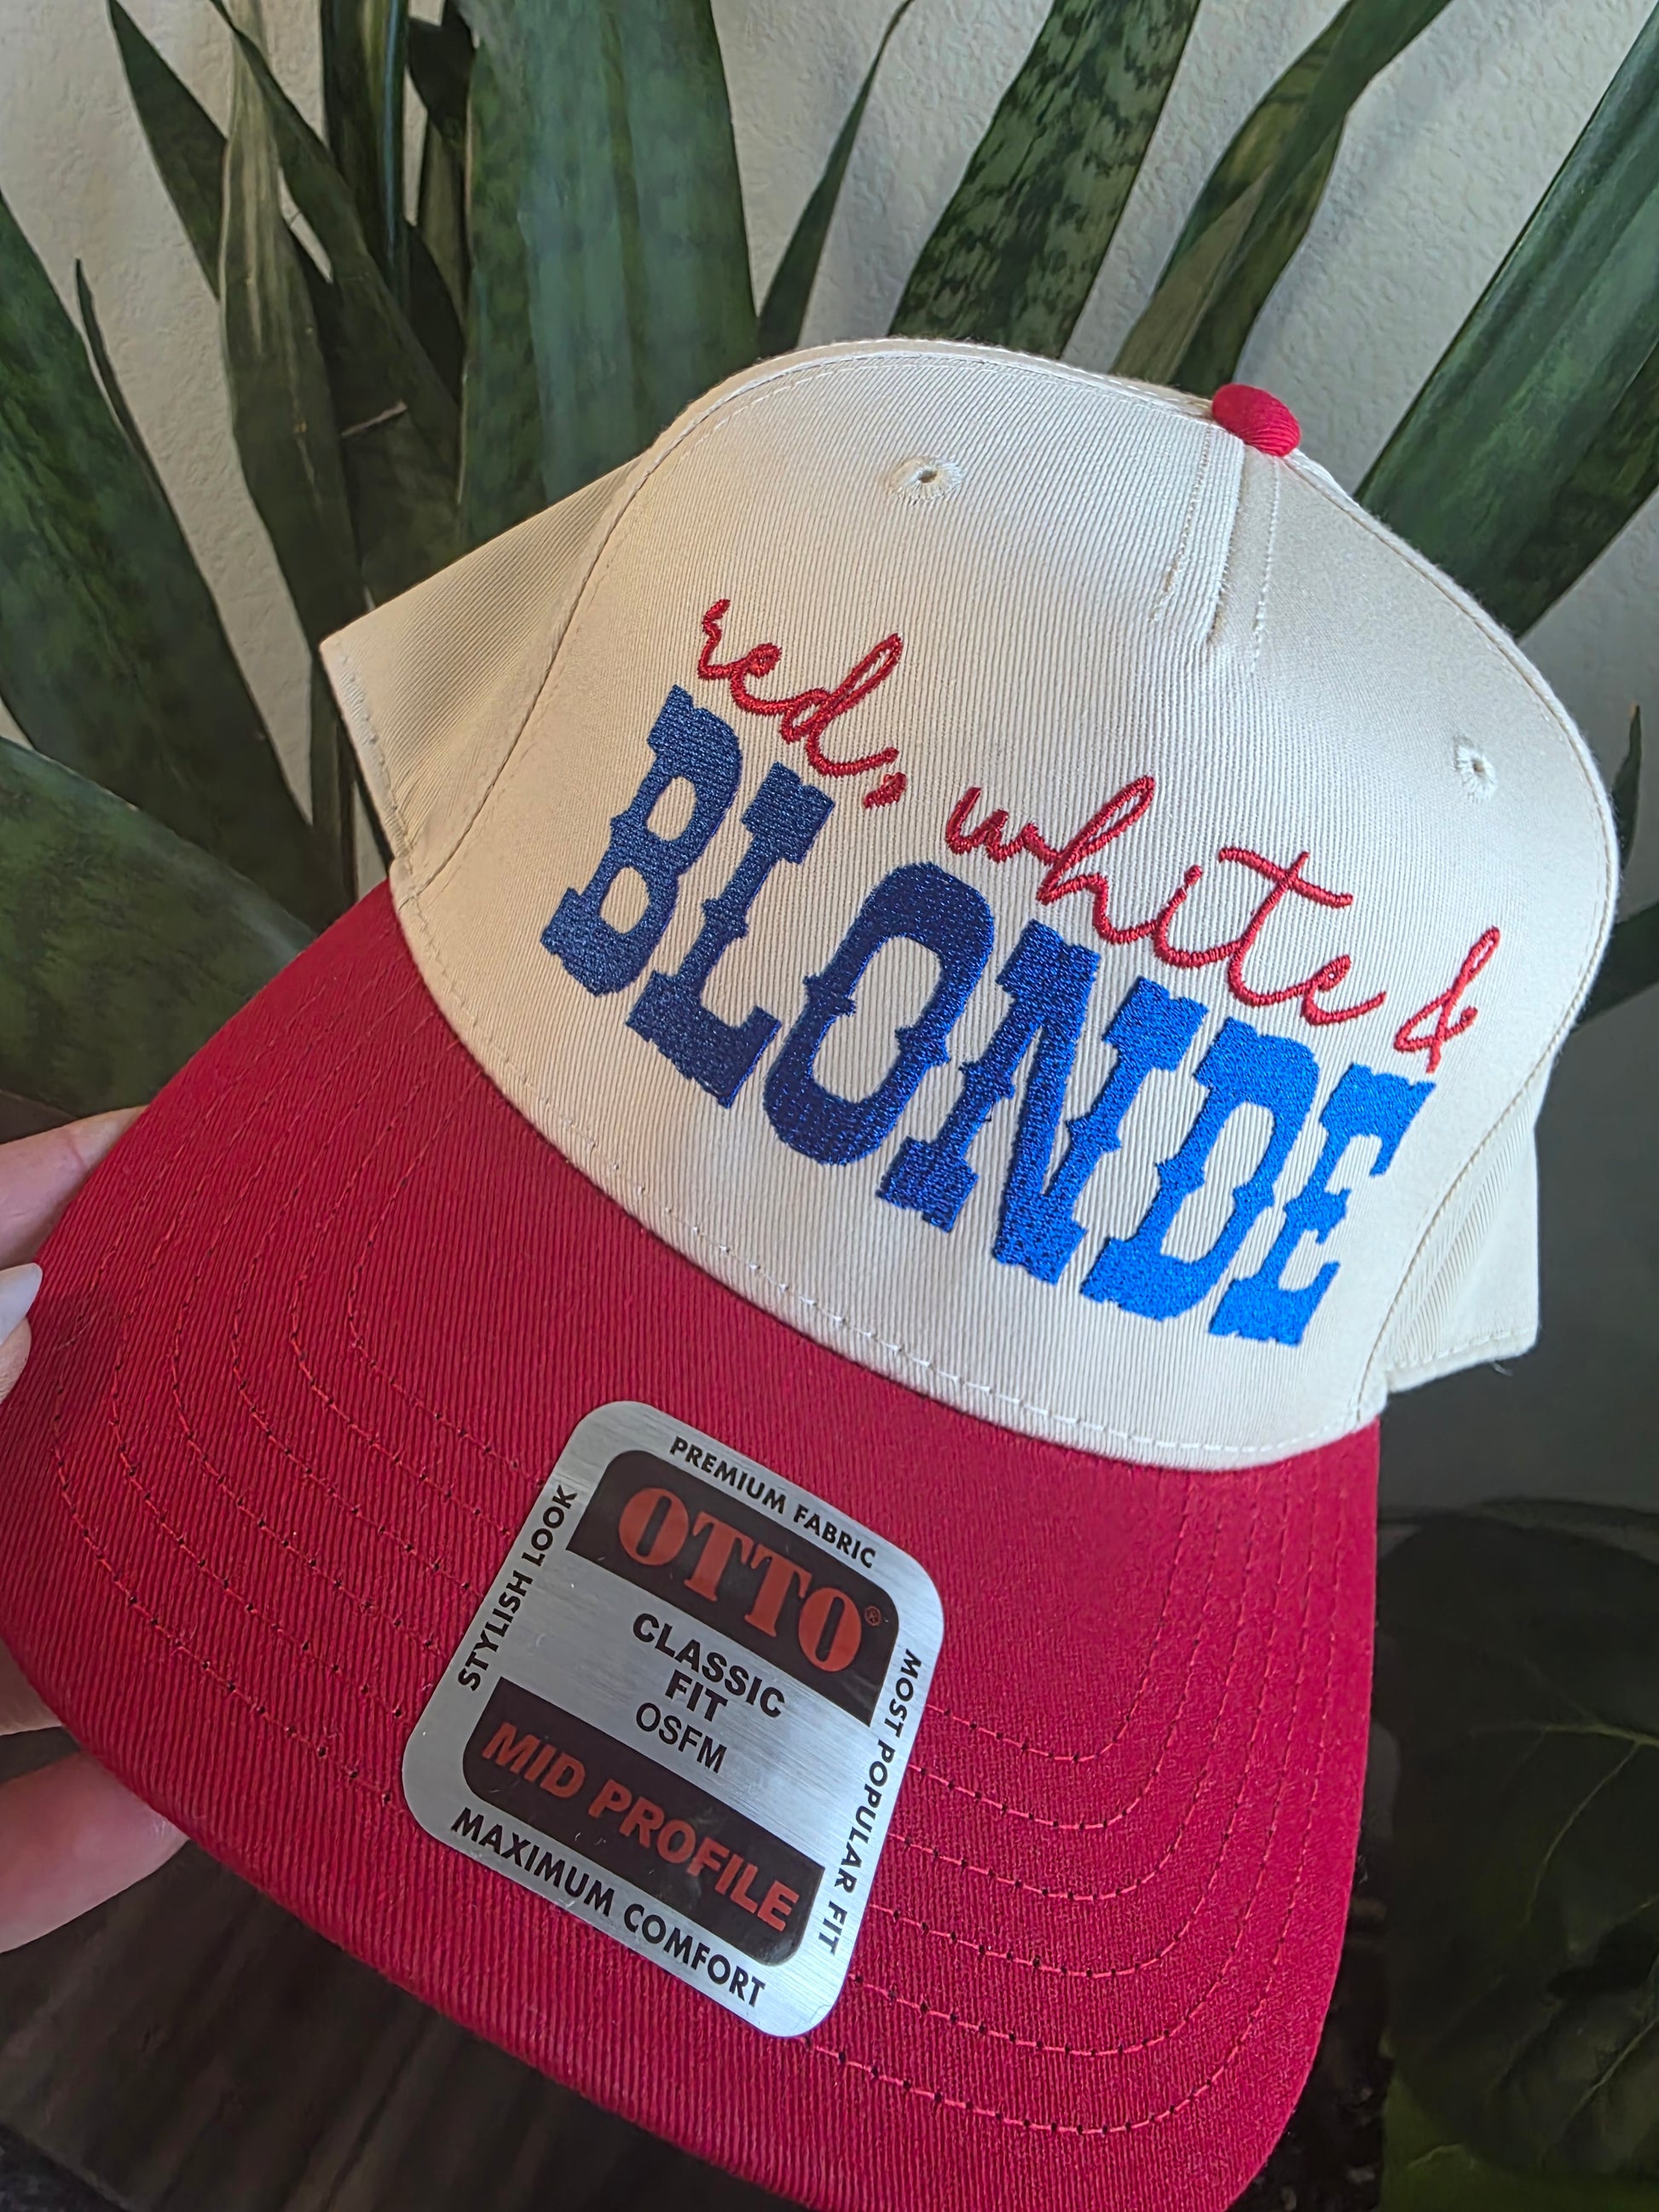 red, white &
BLONDE
PREMIUM FABRIC
STYLISH LOOK
OTTO®
CLASSIC
FIT
OSFM
MID PROFILE
MOST POPULAR FIT
MAXIMUM COMFORT